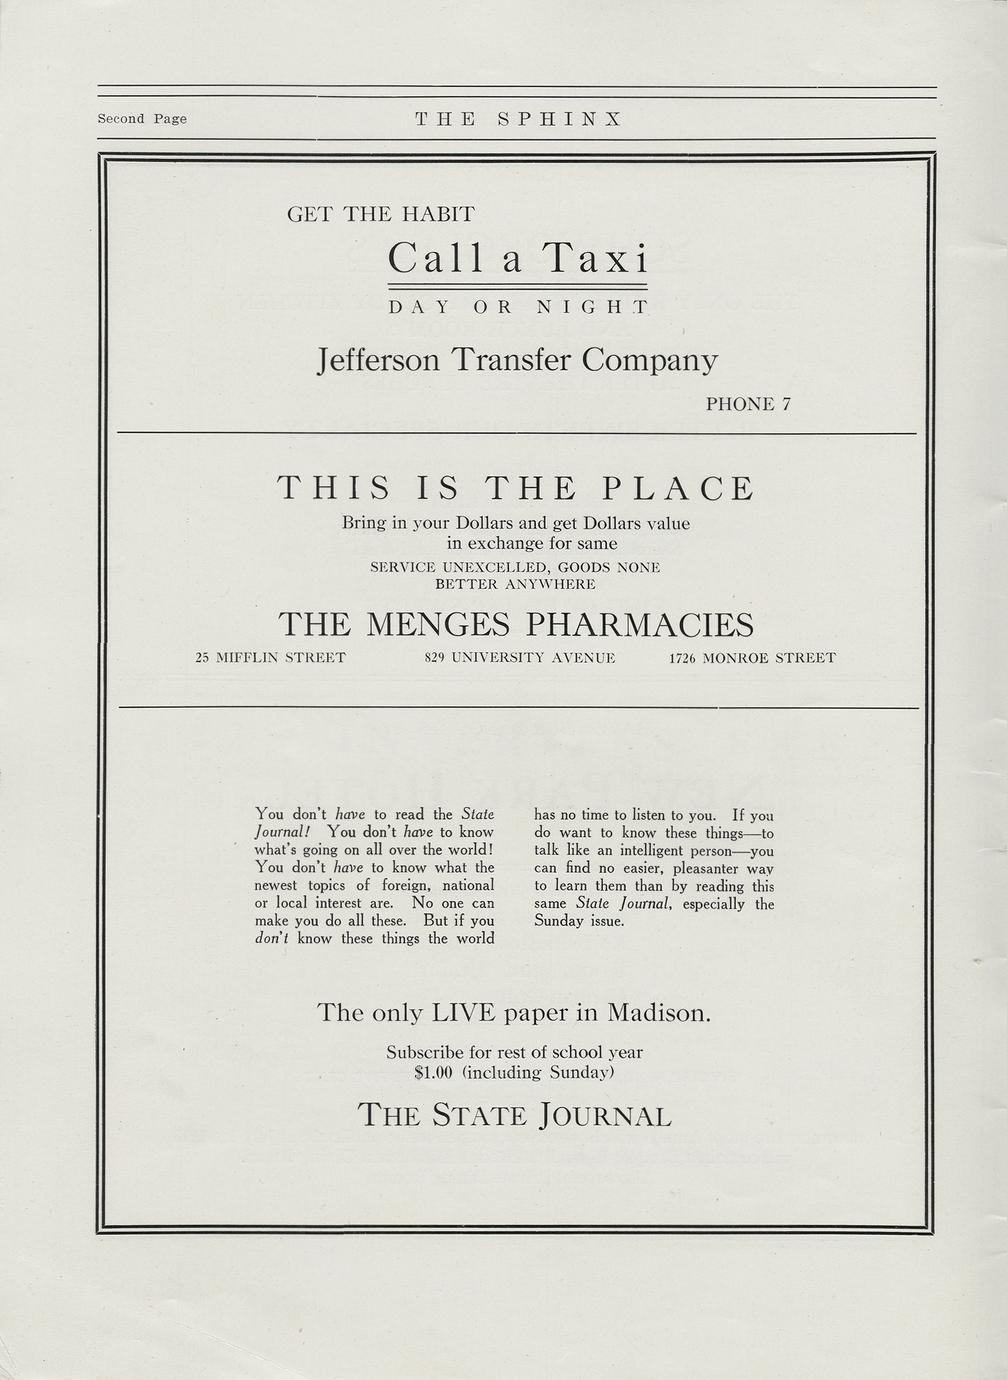 Second Page
THE SPHINX
GET THE HABIT
Call a Taxi
DAY OR NIGHT
Jefferson Transfer Company
PHONE 7
THIS IS THE PLACE
Bring in your Dollars and get Dollars value
in exchange for same
SERVICE UNEXCELLED, GOODS NONE
BETTER ANYWHERE
THE MENGES PHARMACIES
25 MIFFLIN STREET 829 UNIVERSITY AVENUE 1726 MONROE STREET
You don't have to read the State
Journal! You don't have to know
what's going on all over the world!
You don't have to know what the
newest topics of foreign, national
or local interest are. No one can
make you do all these. But if you
don't know these things the world
has no time to listen to you. If you
do want to know these things—to
talk like an intelligent person—you
can find no easier, pleasanter way
to learn them than by reading this
same State Journal, especially the
Sunday issue.
The only LIVE paper in Madison.
Subscribe for rest of school year
$1.00 (including Sunday)
THE STATE JOURNAL